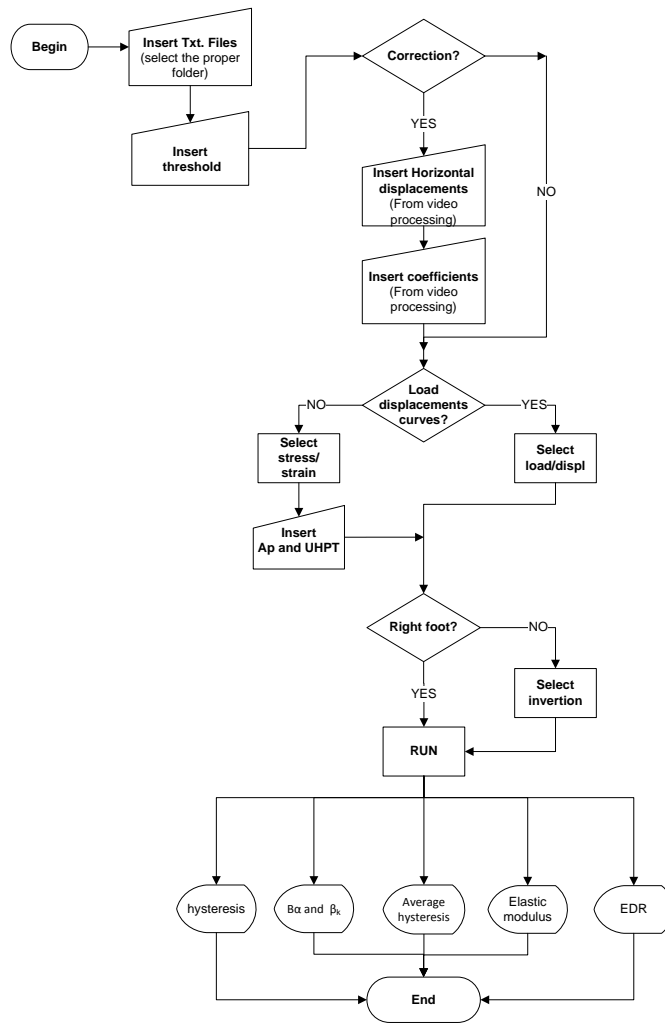 Begin
Insert Txt. Files
(select the proper
folder)
Correction?
Insert
threshold
YES
Insert Horizontal
displacements
(From video
processing)
NO
Insert coefficients
(From video
processing)
Load
displacements
curves?
NO
YES
Select
stress/
strain
Select
load/displ
Insert
Ap and UHPT
Right foot?
NO
YES
Select
invertion
RUN
hysteresis
Bα and βk
Average
hysteresis
Elastic
modulus
EDR
End